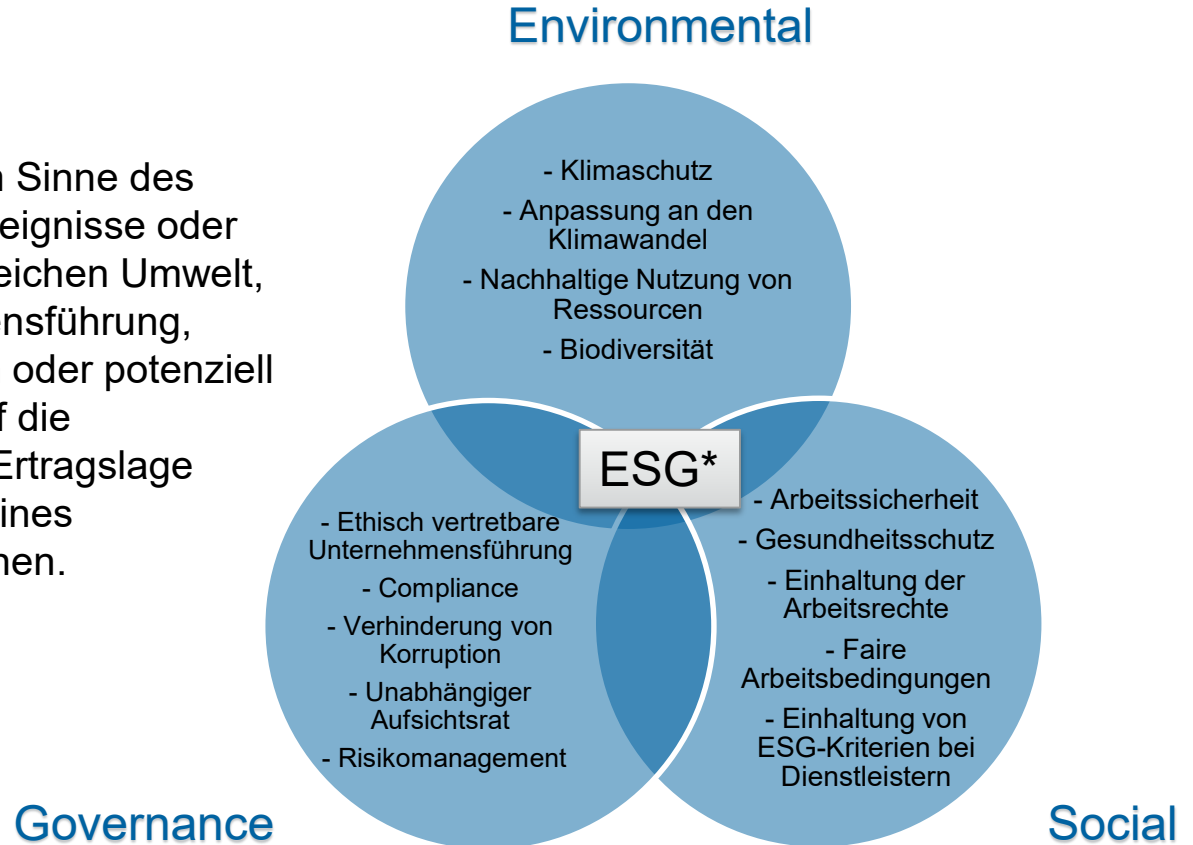 Environmental
Sinne des
eignisse oder
eichen Umwelt,
ensführung,
oder potenziell
f die
Ertragslage
ines
nen.
- Klimaschutz
- Anpassung an den
Klimawandel
- Nachhaltige Nutzung von
Ressourcen
- Biodiversität
ESG*
- Ethisch vertretbare
Unternehmensführung
- Compliance
- Verhinderung von
Korruption
- Unabhängiger
Aufsichtsrat
- Risikomanagement
- Arbeitssicherheit
- Gesundheitsschutz
- Einhaltung der
Arbeitsrechte
- Faire
Arbeitsbedingungen
- Einhaltung von
ESG-Kriterien bei
Dienstleistern
Governance
Social